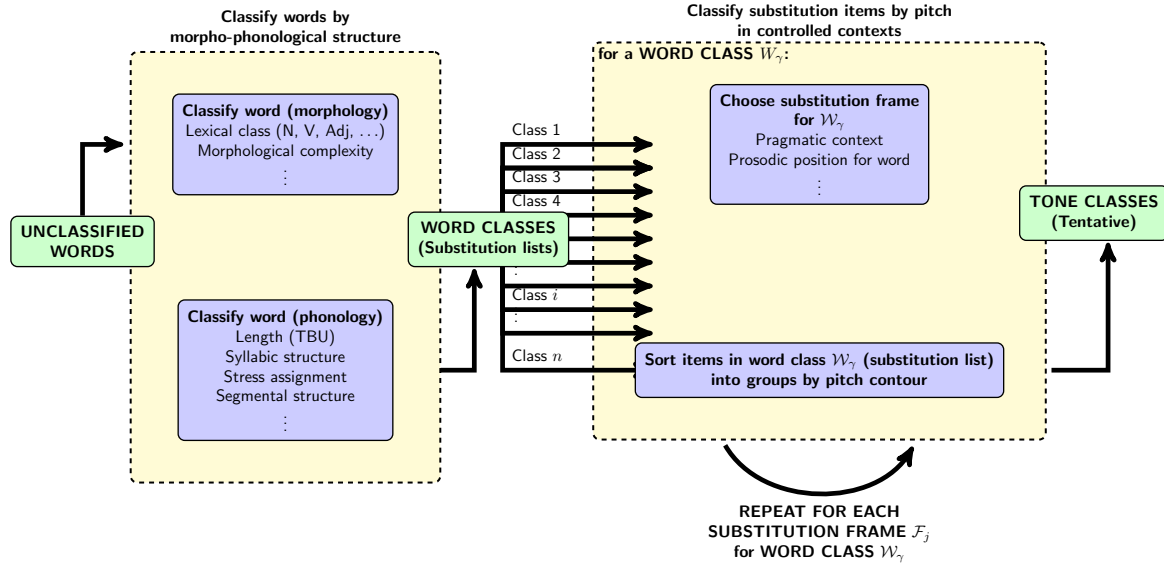 Classify words by
morpho-phonological structure
UNCLASSIFIED
WORDS
Classify word (morphology)
Lexical class (N, V, Adj, …)
Morphological complexity
⋮
Classify word (phonology)
Length (TBU)
Syllabic structure
Stress assignment
Segmental structure
⋮
WORD CLASSES
(Substitution lists)
Class 1
Class 2
Class 3
Class 4
⋮
Class i
⋮
Class n
Classify substitution items by pitch
in controlled contexts
for a WORD CLASS W_γ:
Choose substitution frame
for 𝒲_γ
Pragmatic context
Prosodic position for word
⋮
Sort items in word class 𝒲_γ (substitution list)
into groups by pitch contour
REPEAT FOR EACH
SUBSTITUTION FRAME ℱ_j
for WORD CLASS 𝒲_γ
TONE CLASSES
(Tentative)